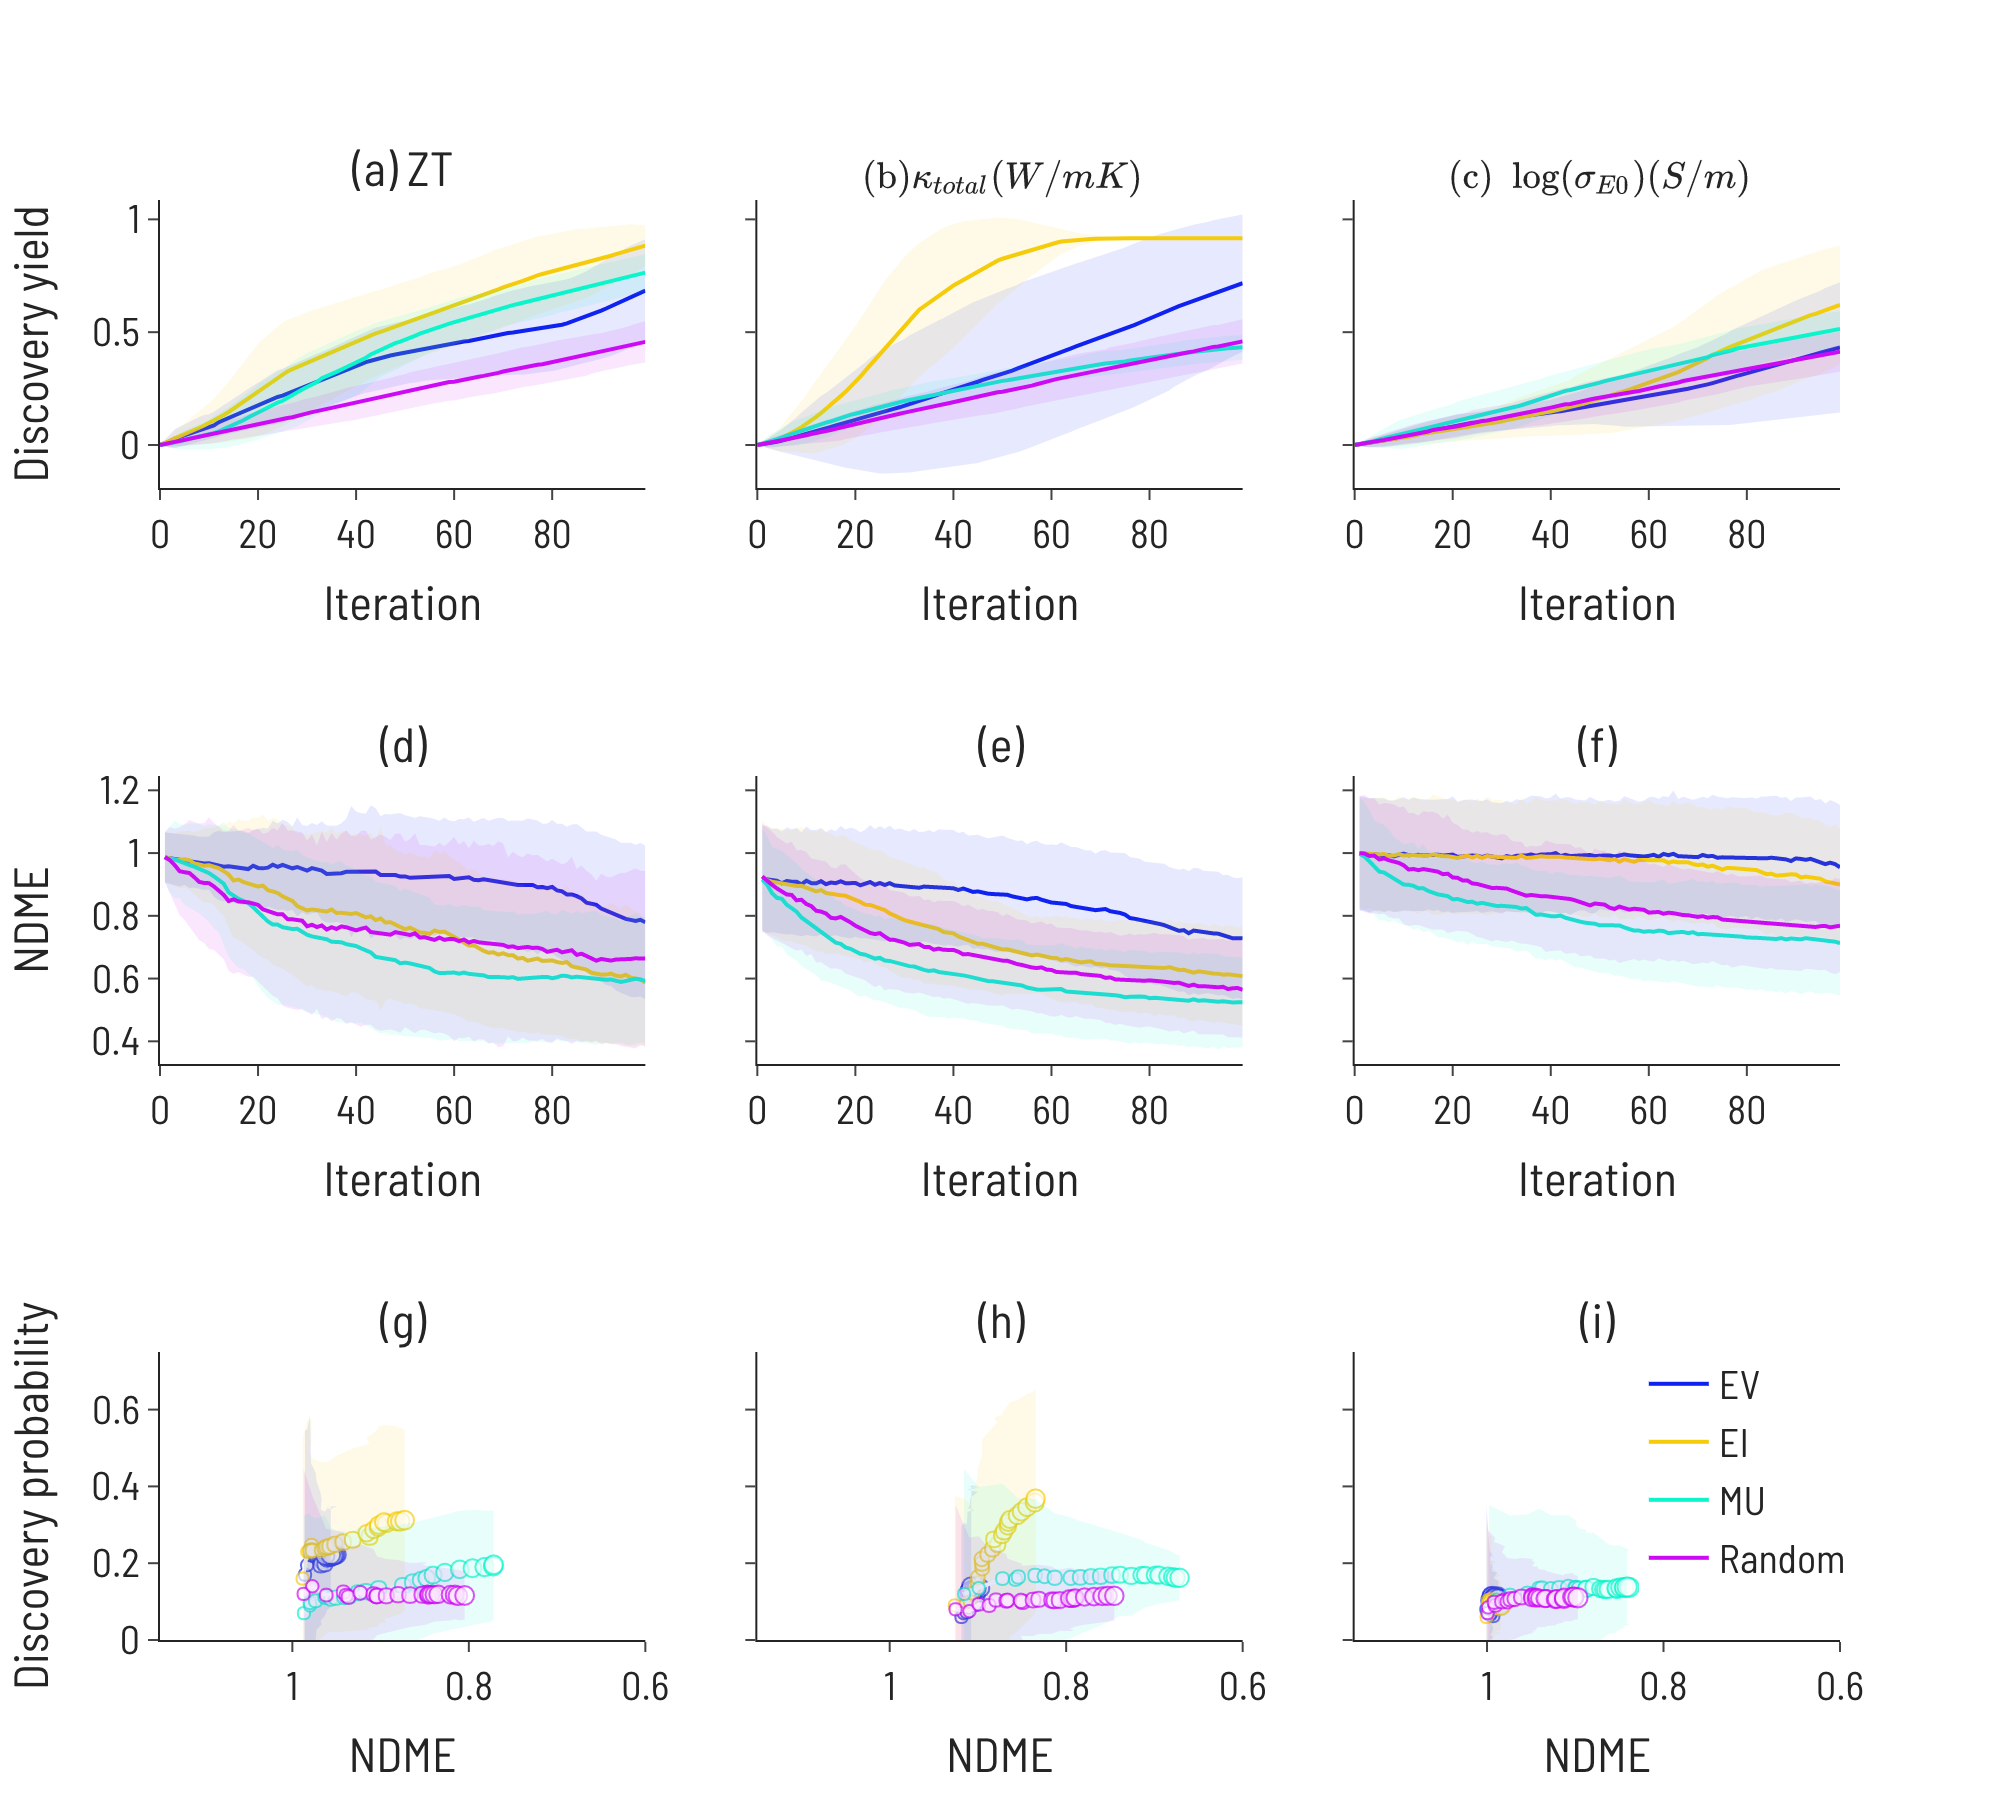 (a) ZT
(b)κtotal(W/mK)
(c) log(σE0)(S/m)
Discovery yield
1
0.5
0
0 20 40 60 80
0 20 40 60 80
0 20 40 60 80
Iteration
Iteration
Iteration
(d)
(e)
(f)
NDME
1.2
1
0.8
0.6
0.4
0 20 40 60 80
0 20 40 60 80
0 20 40 60 80
Iteration
Iteration
Iteration
(g)
(h)
(i)
Discovery probability
0.6
0.4
0.2
0
EV
EI
MU
Random
1 0.8 0.6
1 0.8 0.6
1 0.8 0.6
NDME
NDME
NDME